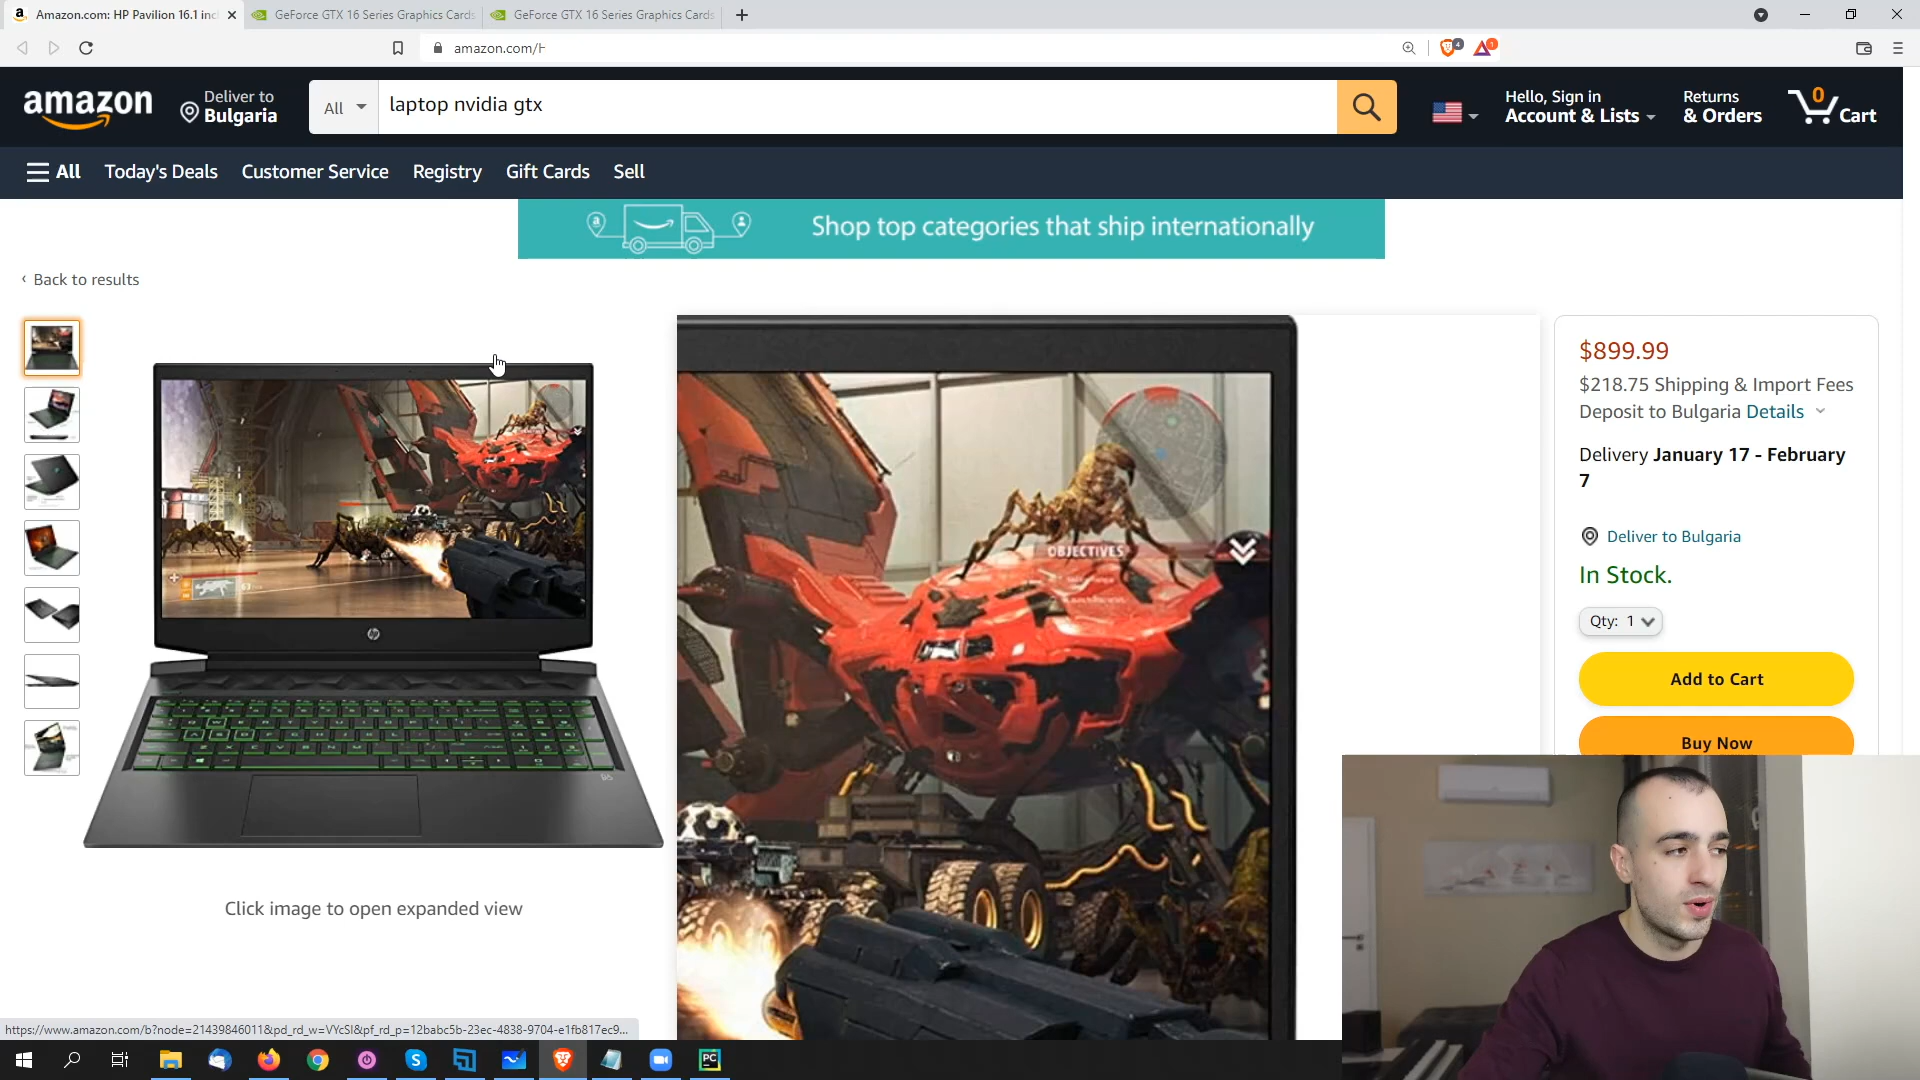 Amazon.com: HP Pavilion 16.1 inc
GeForce GTX 16 Series Graphics Cards
GeForce GTX 16 Series Graphics Cards
amazon.com/H
4
1
amazon
Deliver to
Bulgaria
All
laptop nvidia gtx
Hello, Sign in
Account & Lists
Returns
& Orders
0
Cart
All
Today's Deals
Customer Service
Registry
Gift Cards
Sell
Shop top categories that ship internationally
‹ Back to results
$899.99
$218.75 Shipping & Import Fees
Deposit to Bulgaria Details
Delivery January 17 - February
7
Deliver to Bulgaria
In Stock.
Qty: 1
Add to Cart
Buy Now
OBJECTIVES
hp
Click image to open expanded view
https://www.amazon.com/b?node=21439846011&pd_rd_w=VYcSI&pf_rd_p=12babc5b-23ec-4838-9704-e1fb817ec9...
PC